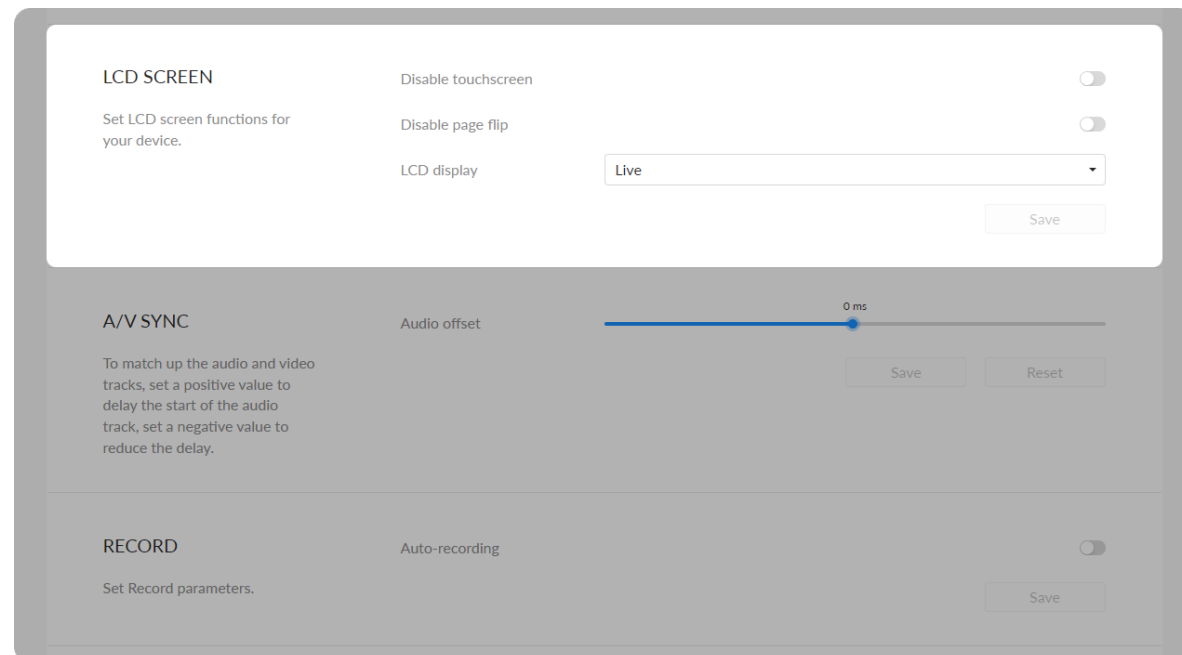 LCD SCREEN
Set LCD screen functions for
your device.
Disable touchscreen
Disable page flip
LCD display
Live
Save
A/V SYNC
To match up the audio and video
tracks, set a positive value to
delay the start of the audio
track, set a negative value to
reduce the delay.
Audio offset
0 ms
Save
Reset
RECORD
Set Record parameters.
Auto-recording
Save